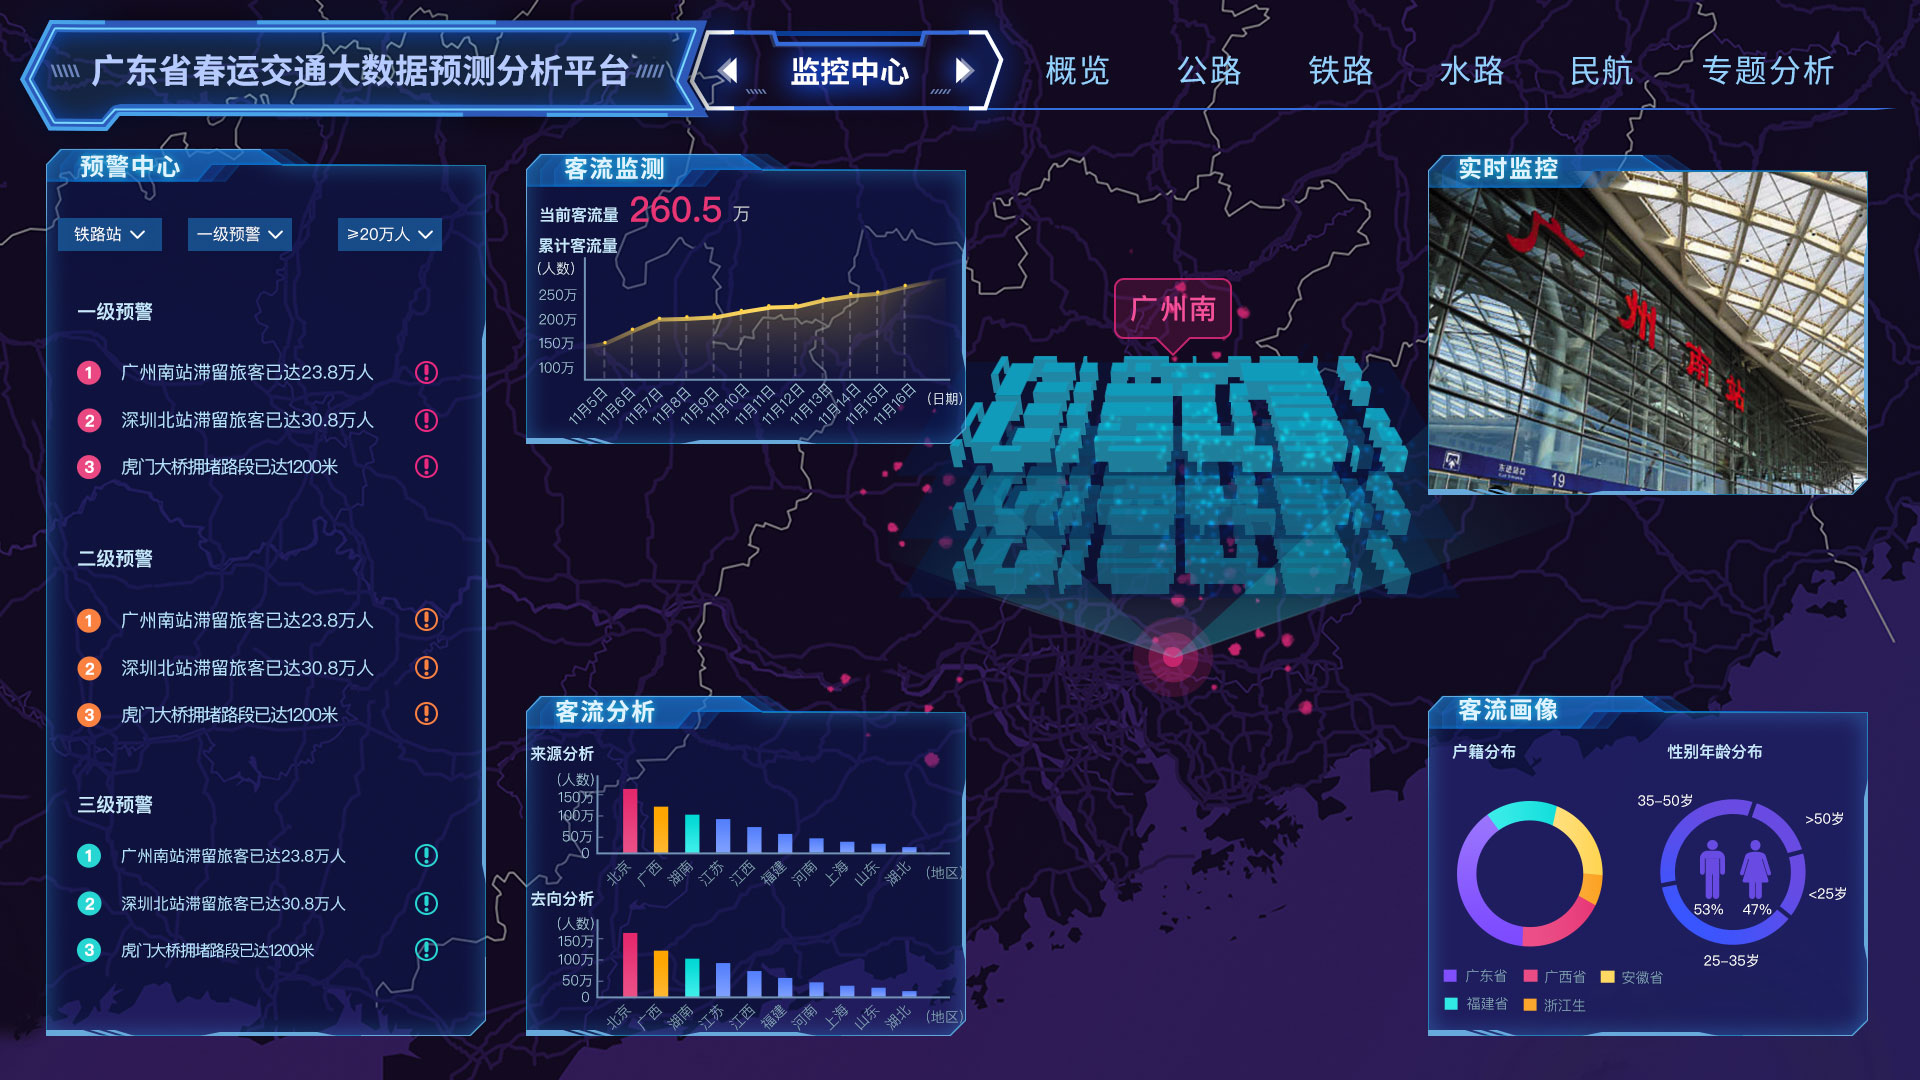 广东省春运交通大数据预测分析平台
监控中心
概览
公路
铁路
水路
民航
专题分析
预警中心
铁路站
一级预警
≥20万人
一级预警
1 广州南站滞留旅客已达23.8万人
2 深圳北站滞留旅客已达30.8万人
3 虎门大桥拥堵路段已达1200米
二级预警
1 广州南站滞留旅客已达23.8万人
2 深圳北站滞留旅客已达30.8万人
3 虎门大桥拥堵路段已达1200米
三级预警
1 广州南站滞留旅客已达23.8万人
2 深圳北站滞留旅客已达30.8万人
3 虎门大桥拥堵路段已达1200米
客流监测
当前客流量 260.5 万
累计客流量
(人数)
250万
200万
150万
100万
11月5日
11月6日
11月7日
11月8日
11月9日
11月10日
11月11日
11月12日
11月13日
11月14日
11月15日
11月16日
(日期)
广州南
客流分析
来源分析
(人数)
150万
100万
50万
0
北京
广西
湖南
江苏
江西
福建
河南
上海
山东
湖北
(地区)
去向分析
(人数)
150万
100万
50万
0
北京
广西
湖南
江苏
江西
福建
河南
上海
山东
湖北
(地区)
实时监控
广
州
南
站
东进站口
19
客流画像
户籍分布
广东省
广西省
安徽省
福建省
浙江生
性别年龄分布
35-50岁
>50岁
<25岁
53%
47%
25-35岁